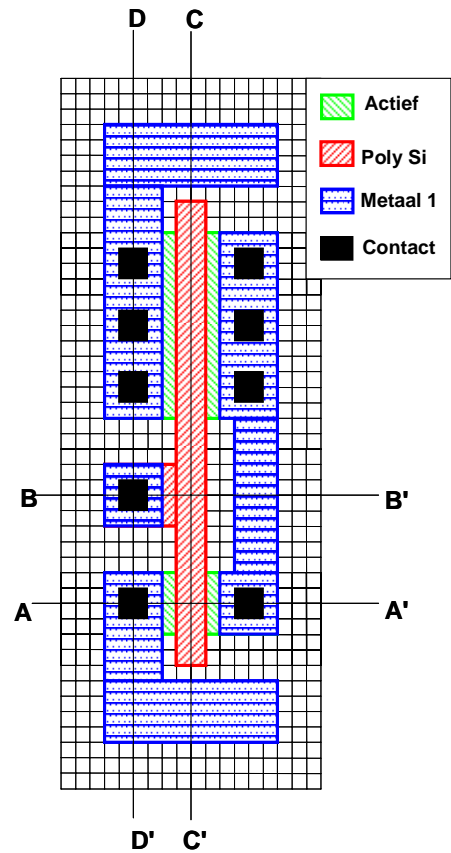 D C
Actief
Poly Si
Metaal 1
Contact
B B'
A A'
D' C'